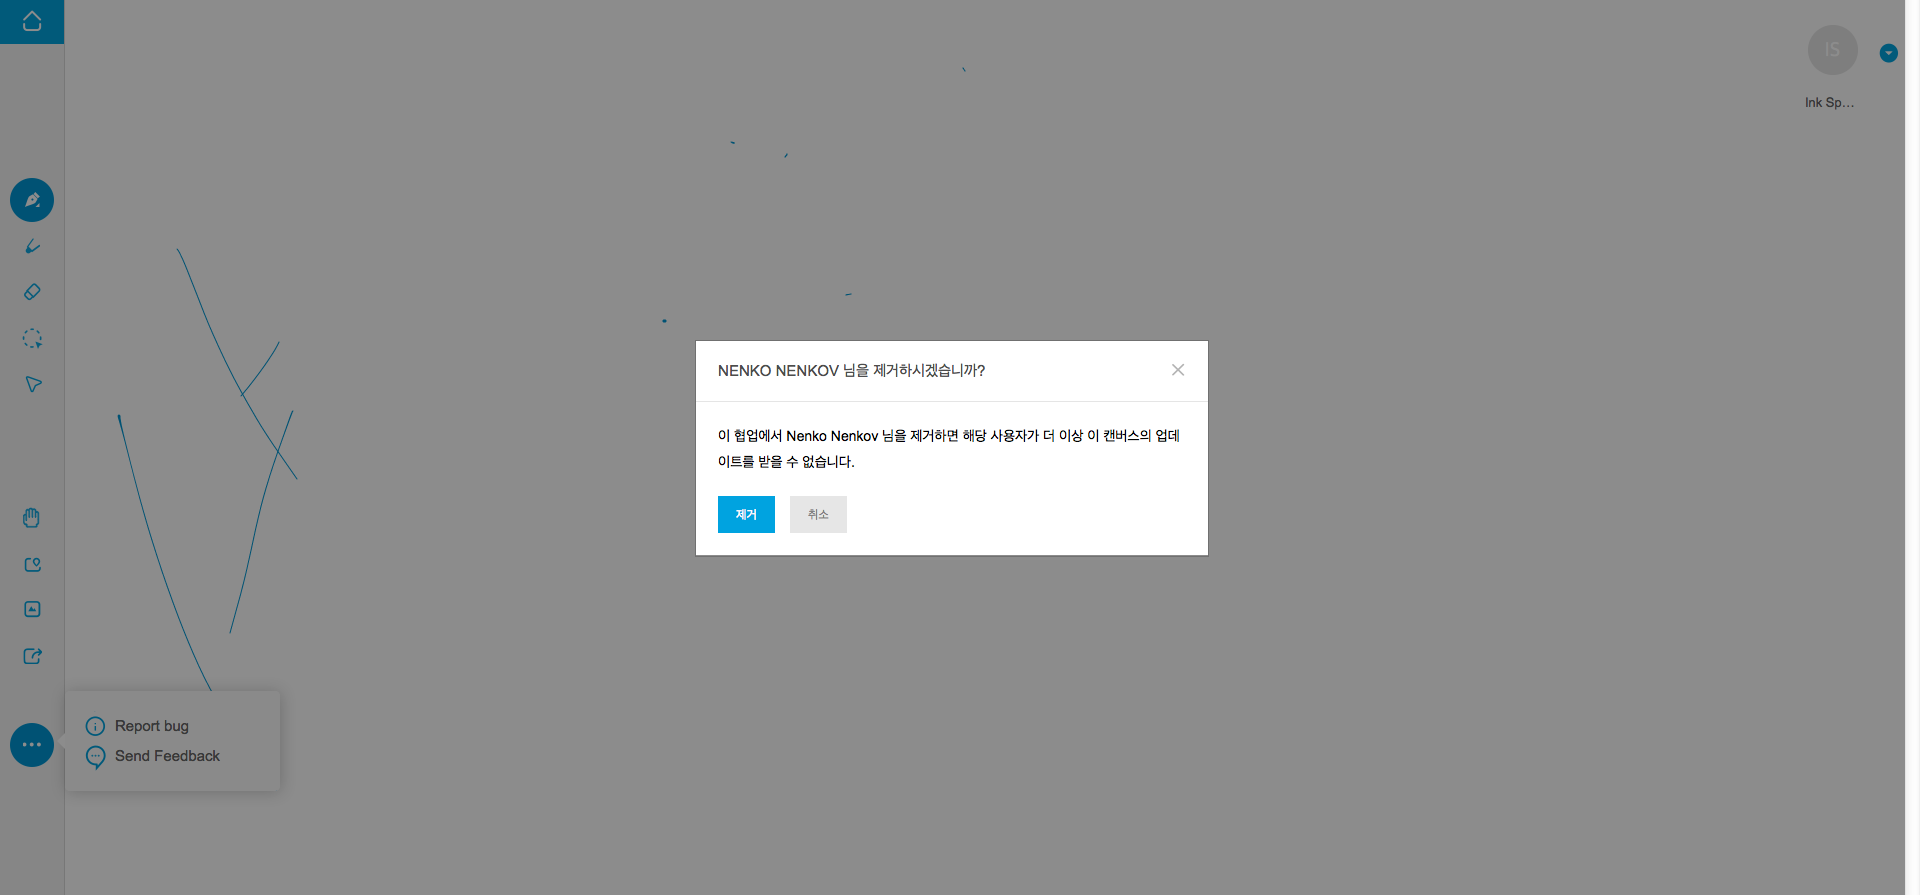 IS
Ink Sp...
NENKO NENKOV 님을 제거하시겠습니까?
이 협업에서 Nenko Nenkov 님을 제거하면 해당 사용자가 더 이상 이 캔버스의 업데
이트를 받을 수 없습니다.
제거 취소
Report bug
Send Feedback